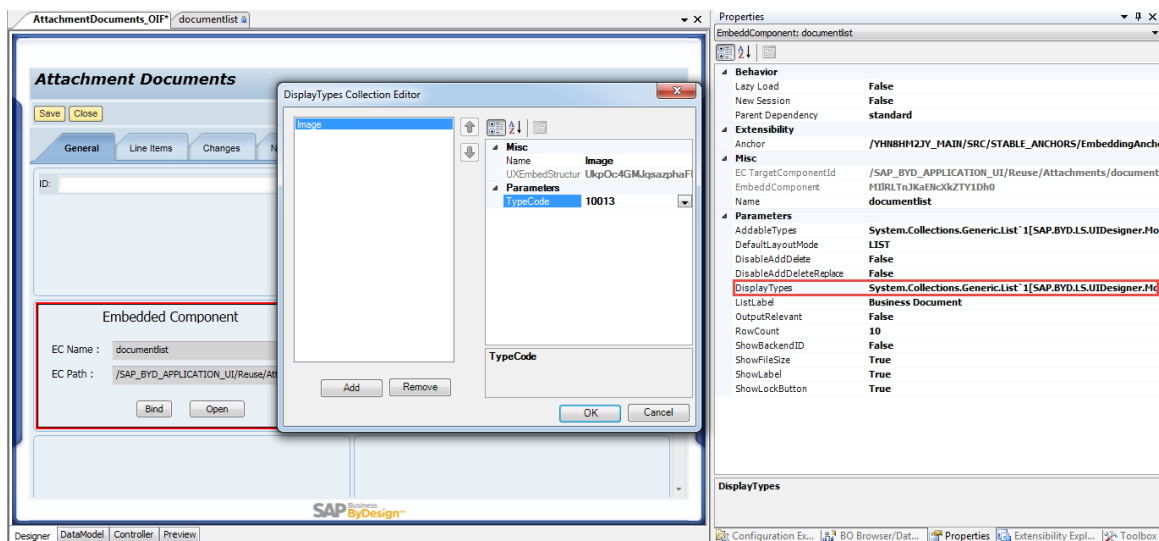 AttachmentDocuments_OIF* documentlist
Attachment Documents
Save Close
General Line Items Changes N
ID:
Embedded Component
EC Name : documentlist
EC Path : /SAP_BYD_APPLICATION_UI/Reuse/At
Bind Open
SAP Business ByDesign
Designer DataModel Controller Preview
DisplayTypes Collection Editor
Image
Add Remove
Misc
Name Image
UXEmbedStructur
Parameters
TypeCode 10013
TypeCode
OK Cancel
Properties
EmbeddComponent: documentlist
Behavior
Lazy Load False
New Session False
Parent Dependency standard
Extensibility
Anchor /YHN8HM2JY_MAIN/SRC/STABLE_ANCHORS/EmbeddingAncho
Misc
EC TargetComponentId /SAP_BYD_APPLICATION_UI/Reuse/Attachments/document
EmbeddComponent
Name documentlist
Parameters
AddableTypes System.Collections.Generic.List`1[SAP.BYD.LS.UIDesigner.Mo
DefaultLayoutMode LIST
DisableAddDelete False
DisableAddDeleteReplace False
DisplayTypes System.Collections.Generic.List`1[SAP.BYD.LS.UIDesigner.Mo
ListLabel Business Document
OutputRelevant False
RowCount 10
ShowBackendID False
ShowFileSize True
ShowLabel True
ShowLockButton True
DisplayTypes
Configuration Ex... BO Browser/Dat... Properties Extensibility Expl... Toolbox